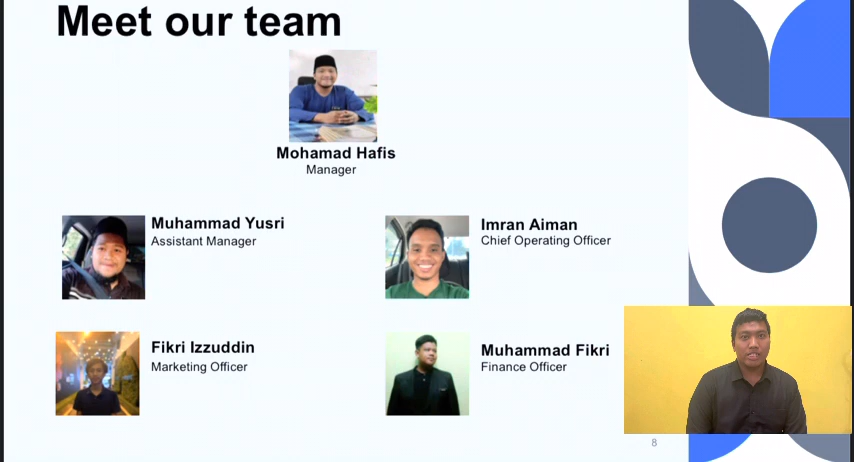 Meet our team
Mohamad Hafis
Manager
Muhammad Yusri
Assistant Manager
Imran Aiman
Chief Operating Officer
Fikri Izzuddin
Marketing Officer
Muhammad Fikri
Finance Officer
8